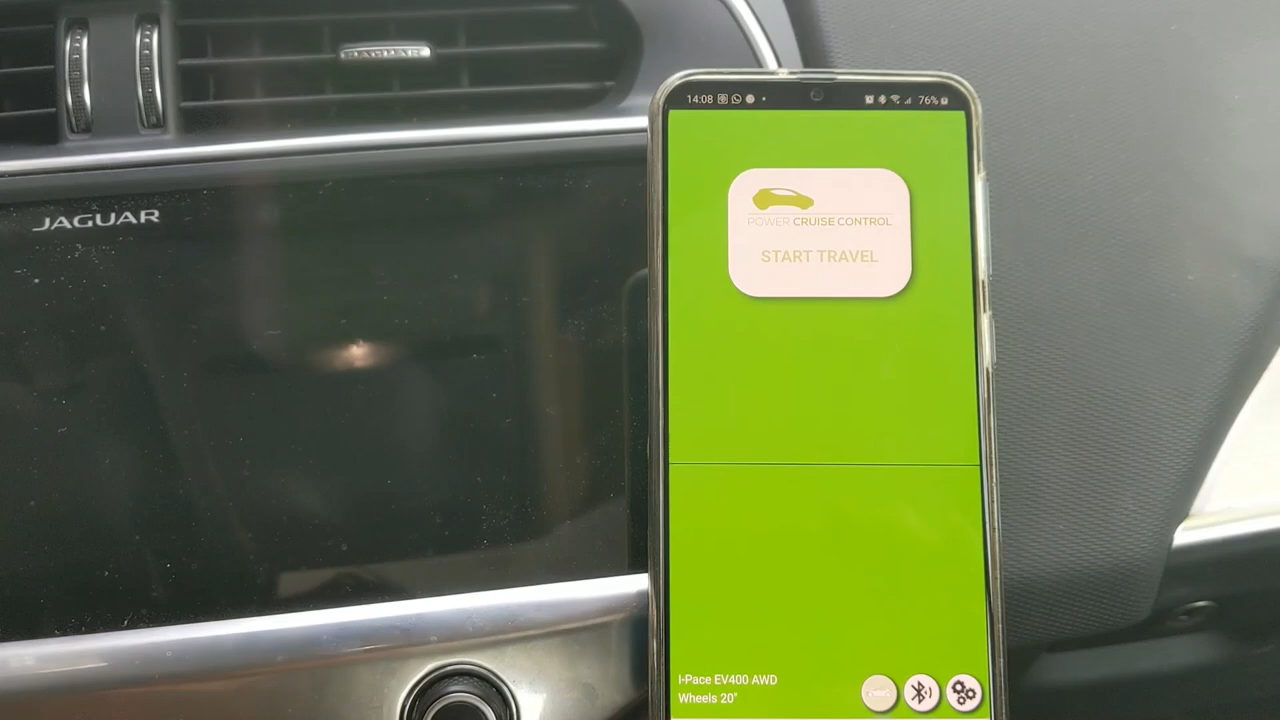 JAGUAR
JAGUAR
14:08
76%
POWER CRUISE CONTROL
START TRAVEL
I-Pace EV400 AWD
Wheels 20"